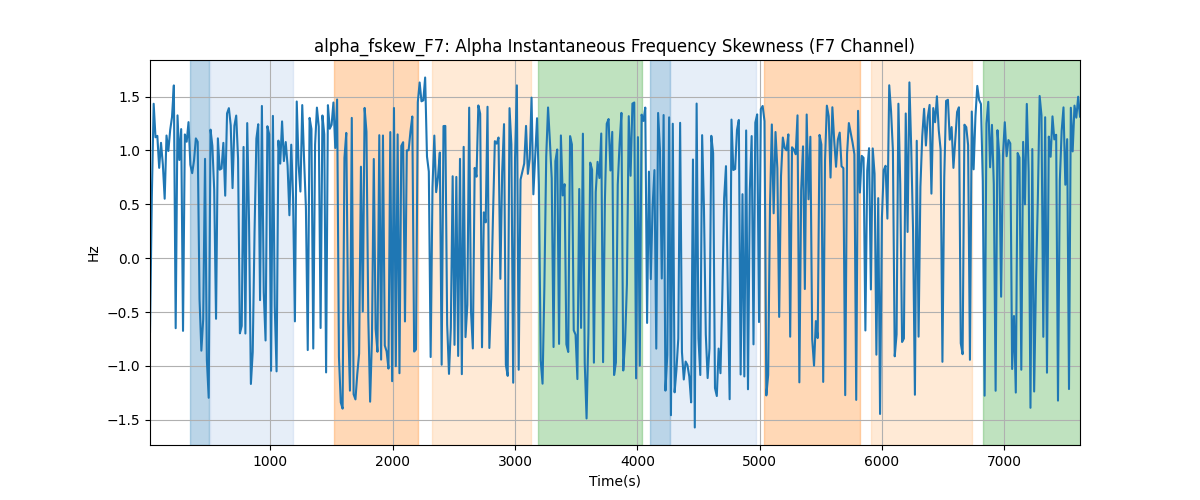 alpha_fskew_F7: Alpha Instantaneous Frequency Skewness (F7 Channel)
1.5
1.0
0.5
0.0
−0.5
−1.0
−1.5
Hz
1000 2000 3000 4000 5000 6000 7000
Time(s)